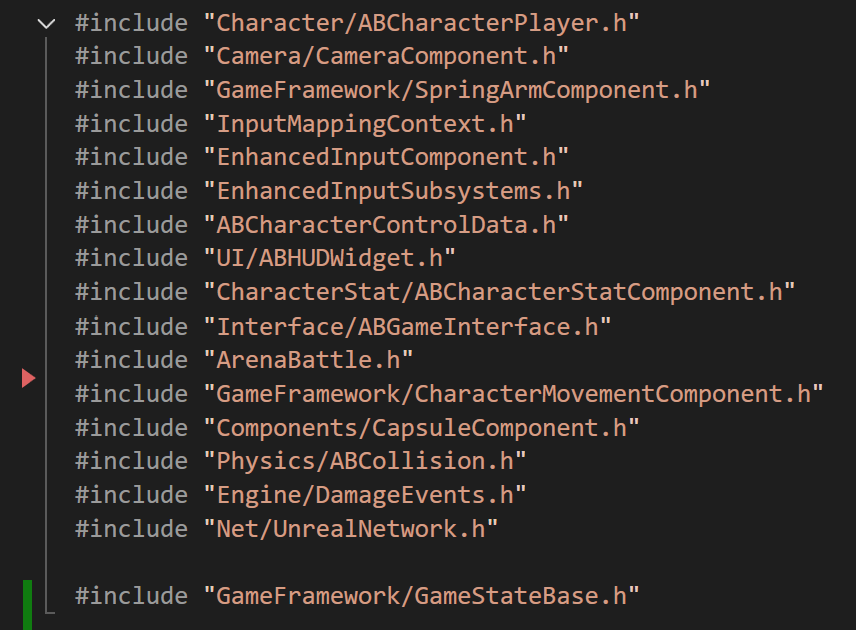 #include "Character/ABCharacterPlayer.h"
#include "Camera/CameraComponent.h"
#include "GameFramework/SpringArmComponent.h"
#include "InputMappingContext.h"
#include "EnhancedInputComponent.h"
#include "EnhancedInputSubsystems.h"
#include "ABCharacterControlData.h"
#include "UI/ABHUDWidget.h"
#include "CharacterStat/ABCharacterStatComponent.h"
#include "Interface/ABGameInterface.h"
#include "ArenaBattle.h"
#include "GameFramework/CharacterMovementComponent.h"
#include "Components/CapsuleComponent.h"
#include "Physics/ABCollision.h"
#include "Engine/DamageEvents.h"
#include "Net/UnrealNetwork.h"
#include "GameFramework/GameStateBase.h"